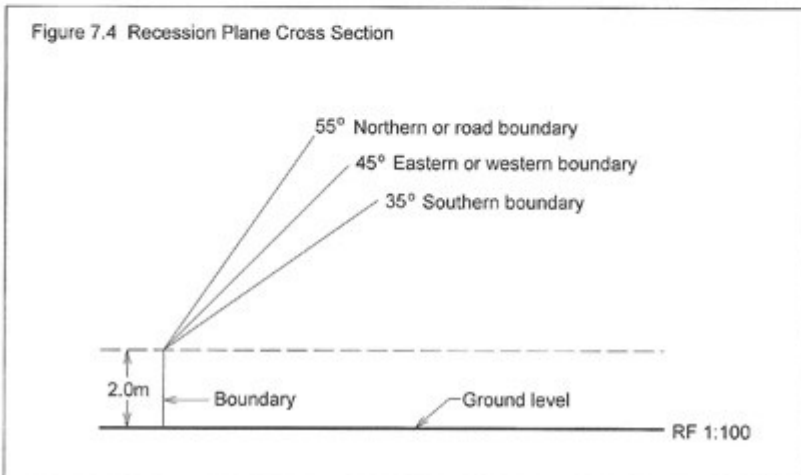 Figure 7.4 Recession Plane Cross Section
55° Northern or road boundary
45° Eastern or western boundary
35° Southern boundary
2.0m
Boundary
Ground level
RF 1:100